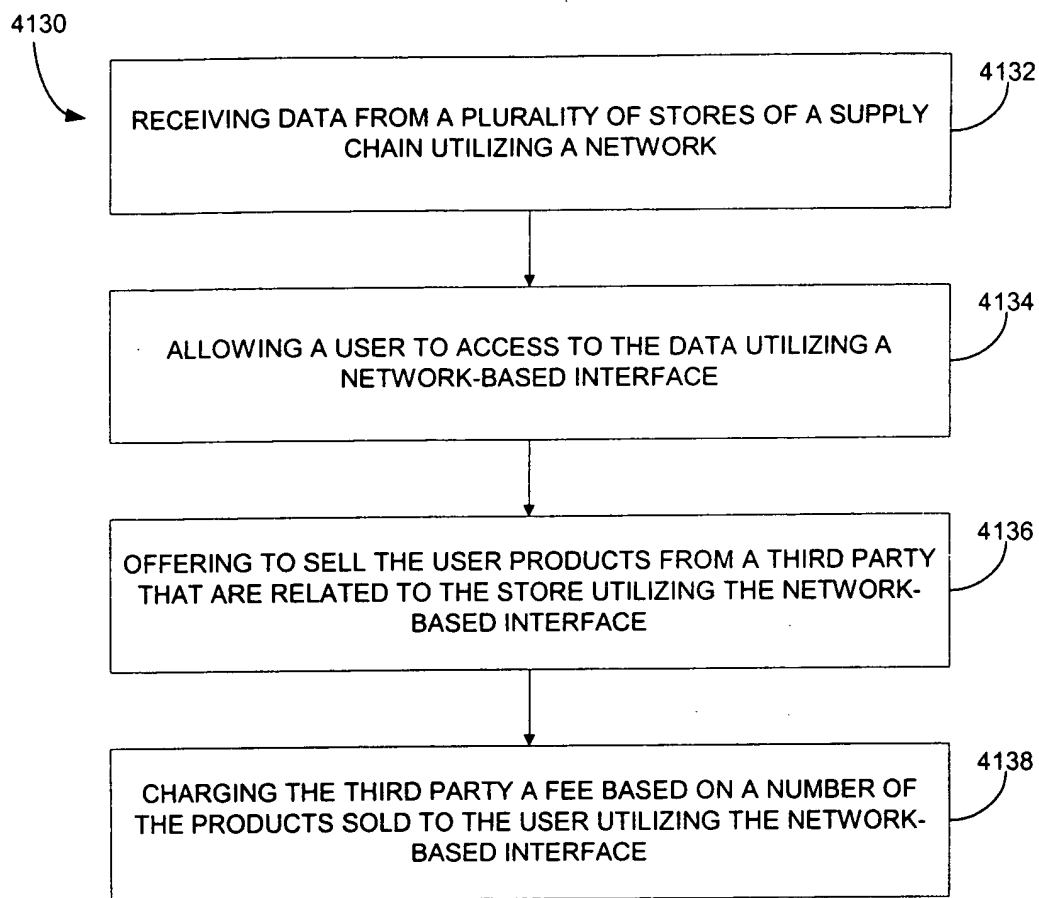 4130
4132
RECEIVING DATA FROM A PLURALITY OF STORES OF A SUPPLY
CHAIN UTILIZING A NETWORK
4134
ALLOWING A USER TO ACCESS TO THE DATA UTILIZING A
NETWORK-BASED INTERFACE
4136
OFFERING TO SELL THE USER PRODUCTS FROM A THIRD PARTY
THAT ARE RELATED TO THE STORE UTILIZING THE NETWORK-
BASED INTERFACE
4138
CHARGING THE THIRD PARTY A FEE BASED ON A NUMBER OF
THE PRODUCTS SOLD TO THE USER UTILIZING THE NETWORK-
BASED INTERFACE